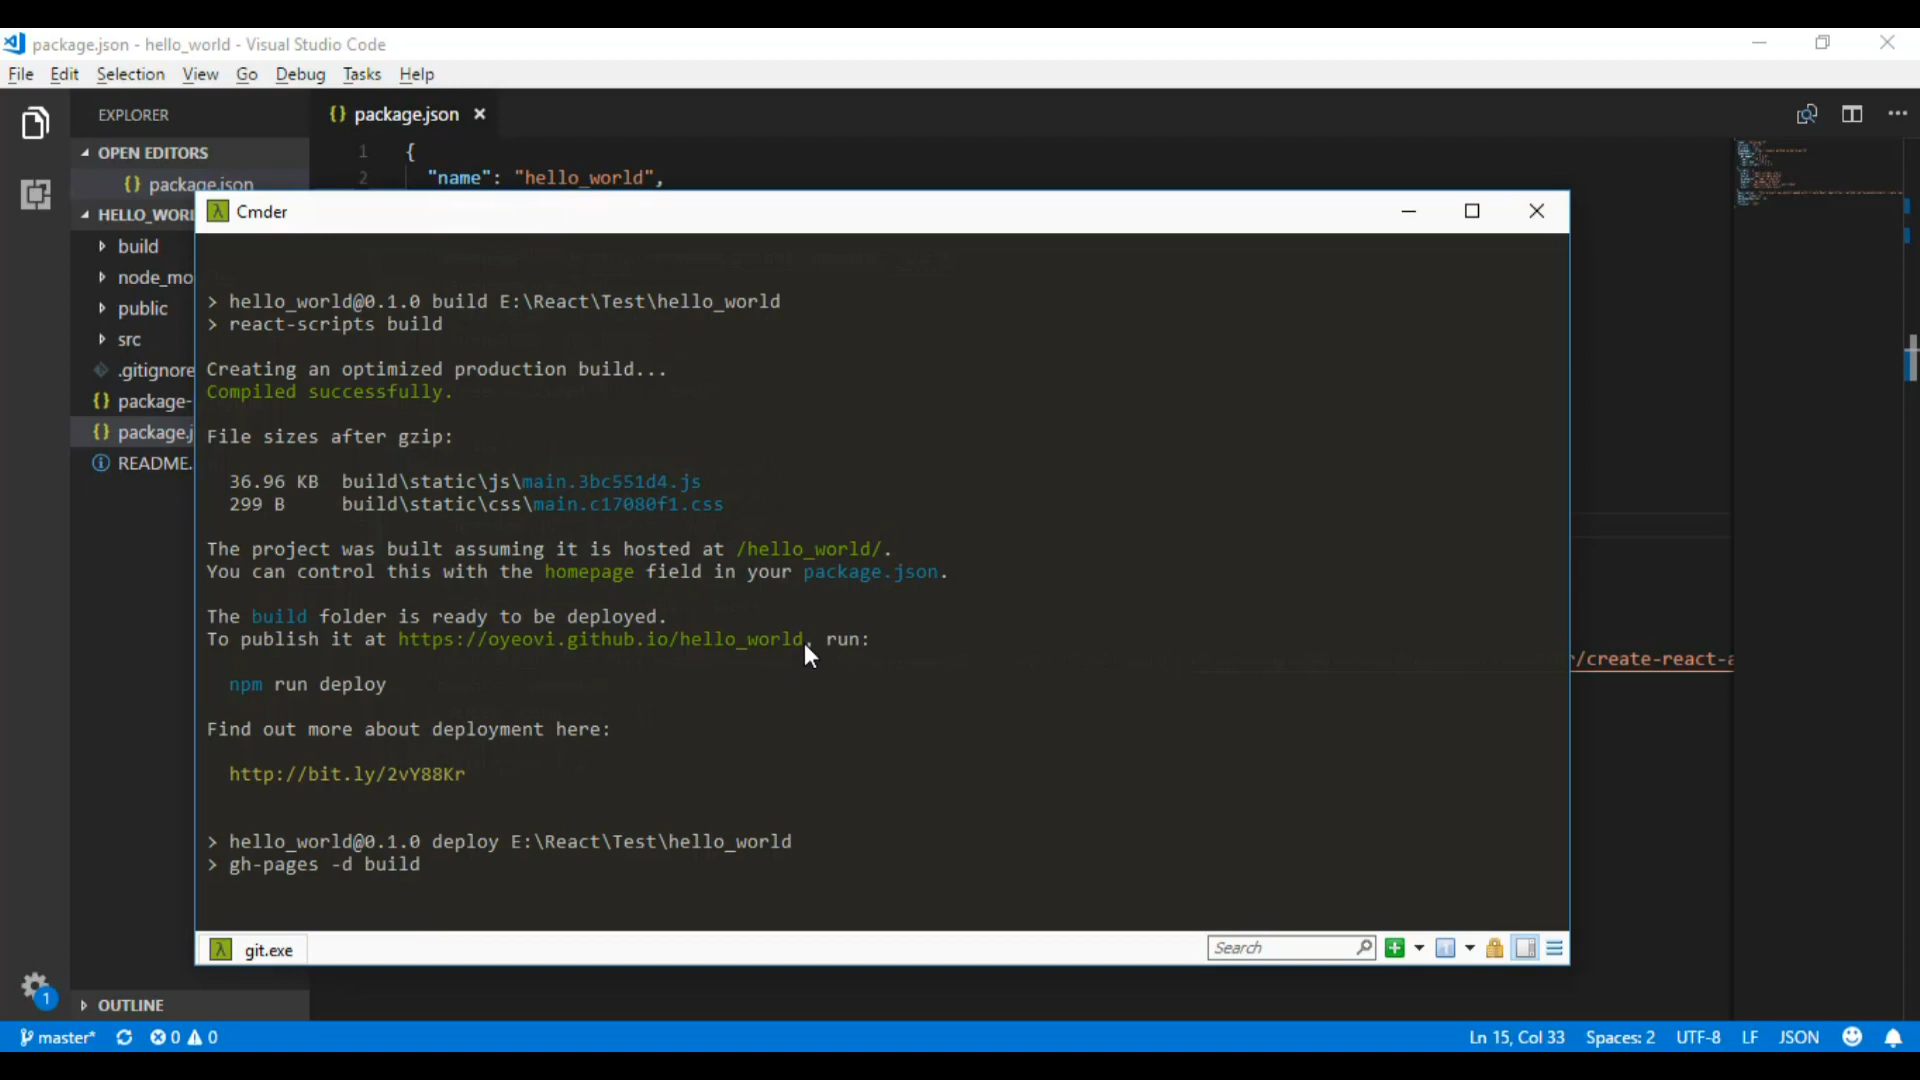 package.json - hello_world - Visual Studio Code
File Edit Selection View Go Debug Tasks Help
EXPLORER
{} package.json ×
OPEN EDITORS
1 {
{} package.json
2 "name": "hello_world",
HELLO_WORL
Cmder
build
node_mo
public
src
.gitignore
{} package-
{} package.j
README.
> hello_world@0.1.0 build E:\React\Test\hello_world
> react-scripts build
Creating an optimized production build...
Compiled successfully.
File sizes after gzip:
36.96 KB build\static\js\main.3bc551d4.js
299 B build\static\css\main.c17080f1.css
The project was built assuming it is hosted at /hello_world/.
You can control this with the homepage field in your package.json.
The build folder is ready to be deployed.
To publish it at https://oyeovi.github.io/hello_world, run:
r/create-react-a
npm run deploy
Find out more about deployment here:
http://bit.ly/2vY88Kr
> hello_world@0.1.0 deploy E:\React\Test\hello_world
> gh-pages -d build
λ git.exe
Search
1
OUTLINE
master* 0 0
Ln 15, Col 33 Spaces: 2 UTF-8 LF JSON